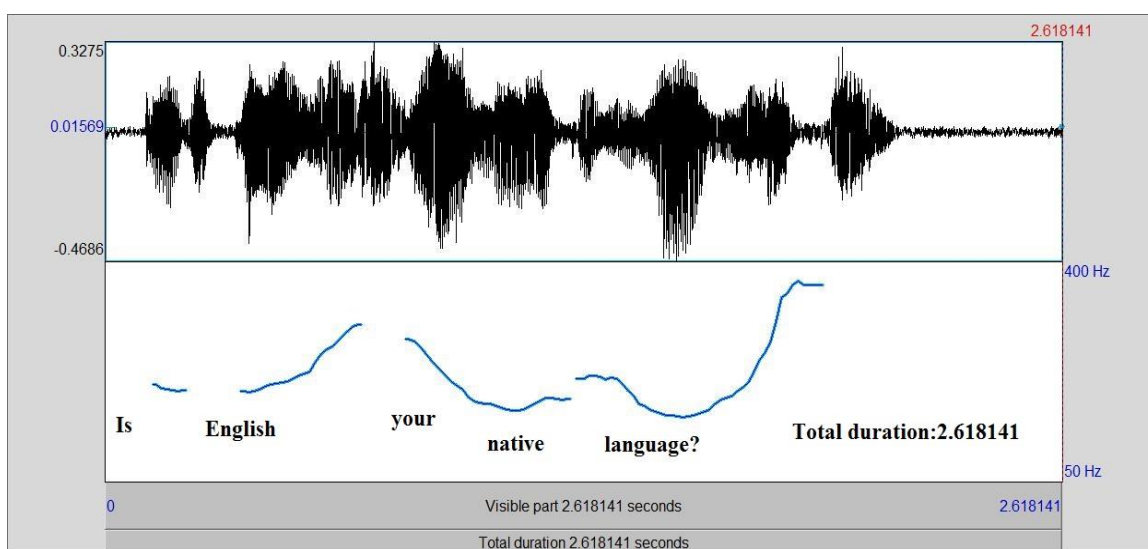 2.618141
0.3275
0.01569
-0.4686
400 Hz
Is English your native language? Total duration:2.618141
50 Hz
0 Visible part 2.618141 seconds 2.618141
Total duration 2.618141 seconds